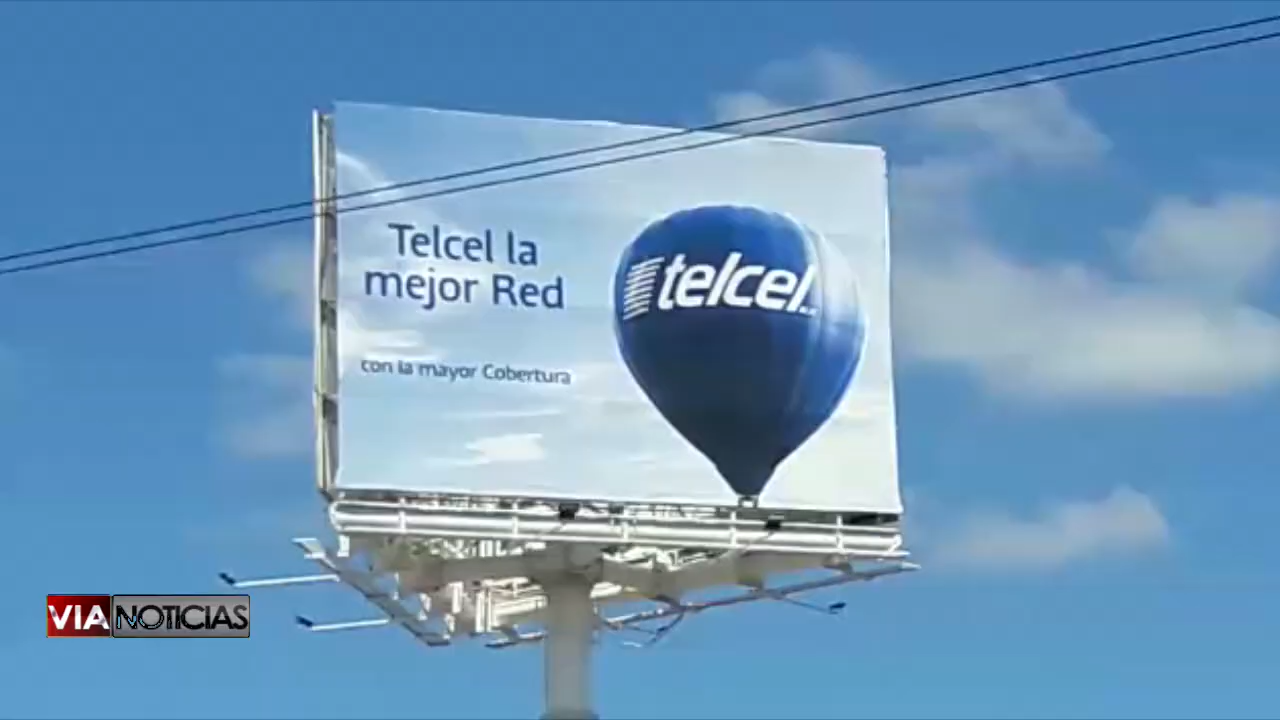 Telcel la
mejor Red
con la mayor Cobertura
telcel
VIA NOTICIAS